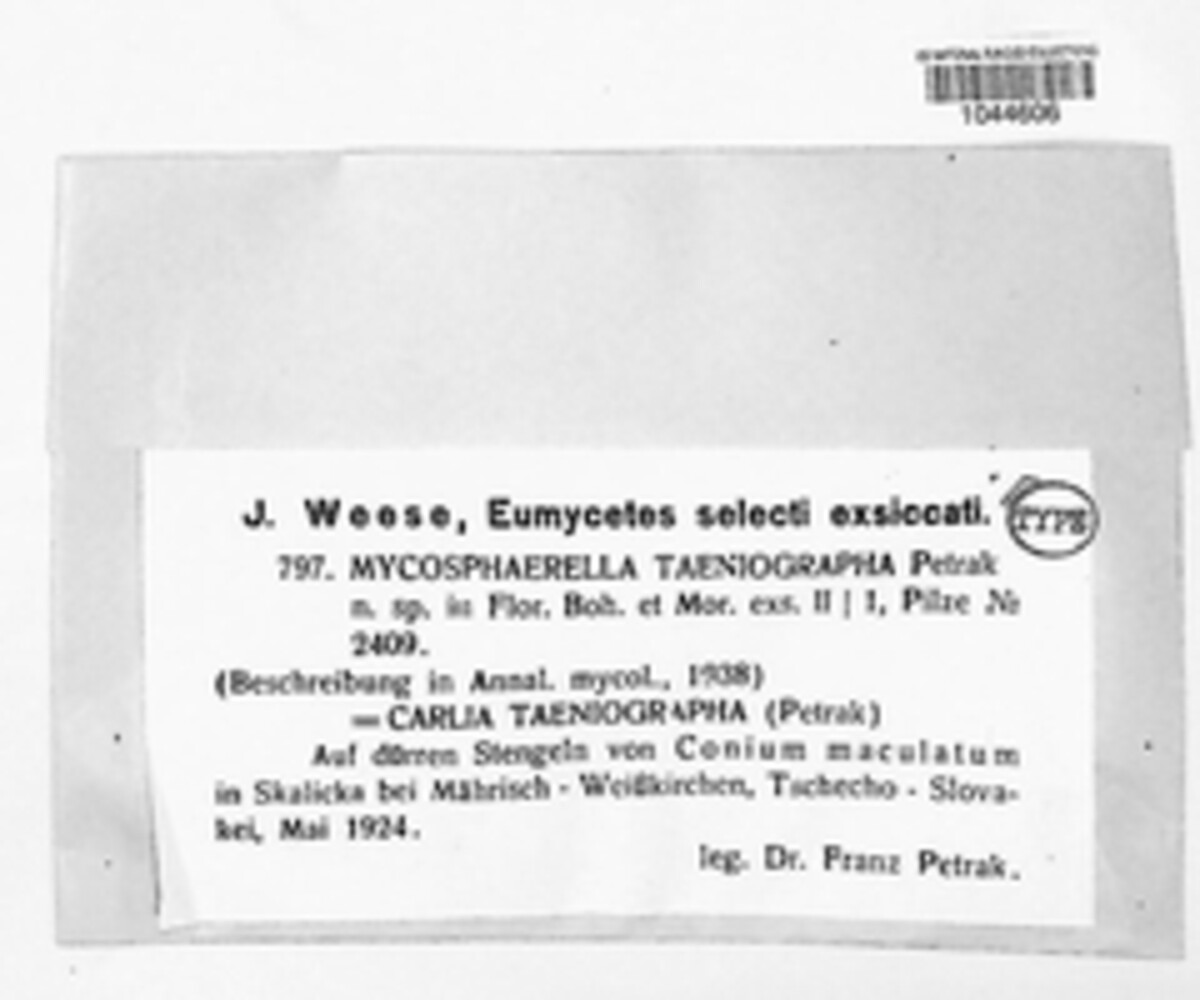 1044606
J. Weese, Eumycetes selecti exsiccati.
TYPE
797. MYCOSPHAERELLA TAENIOGRAPHA Petrak
n. sp. in Flor. Boh. et Mor. exs. II | 1, Pilze №
2409.
(Beschreibung in Annal. mycol., 1938)
= CARLIA TAENIOGRAPHA (Petrak)
Auf dürren Stengeln von Conium maculatum
in Skalicka bei Mährisch - Weißkirchen, Tschecho - Slova-
kei, Mai 1924.
leg. Dr. Franz Petrak.